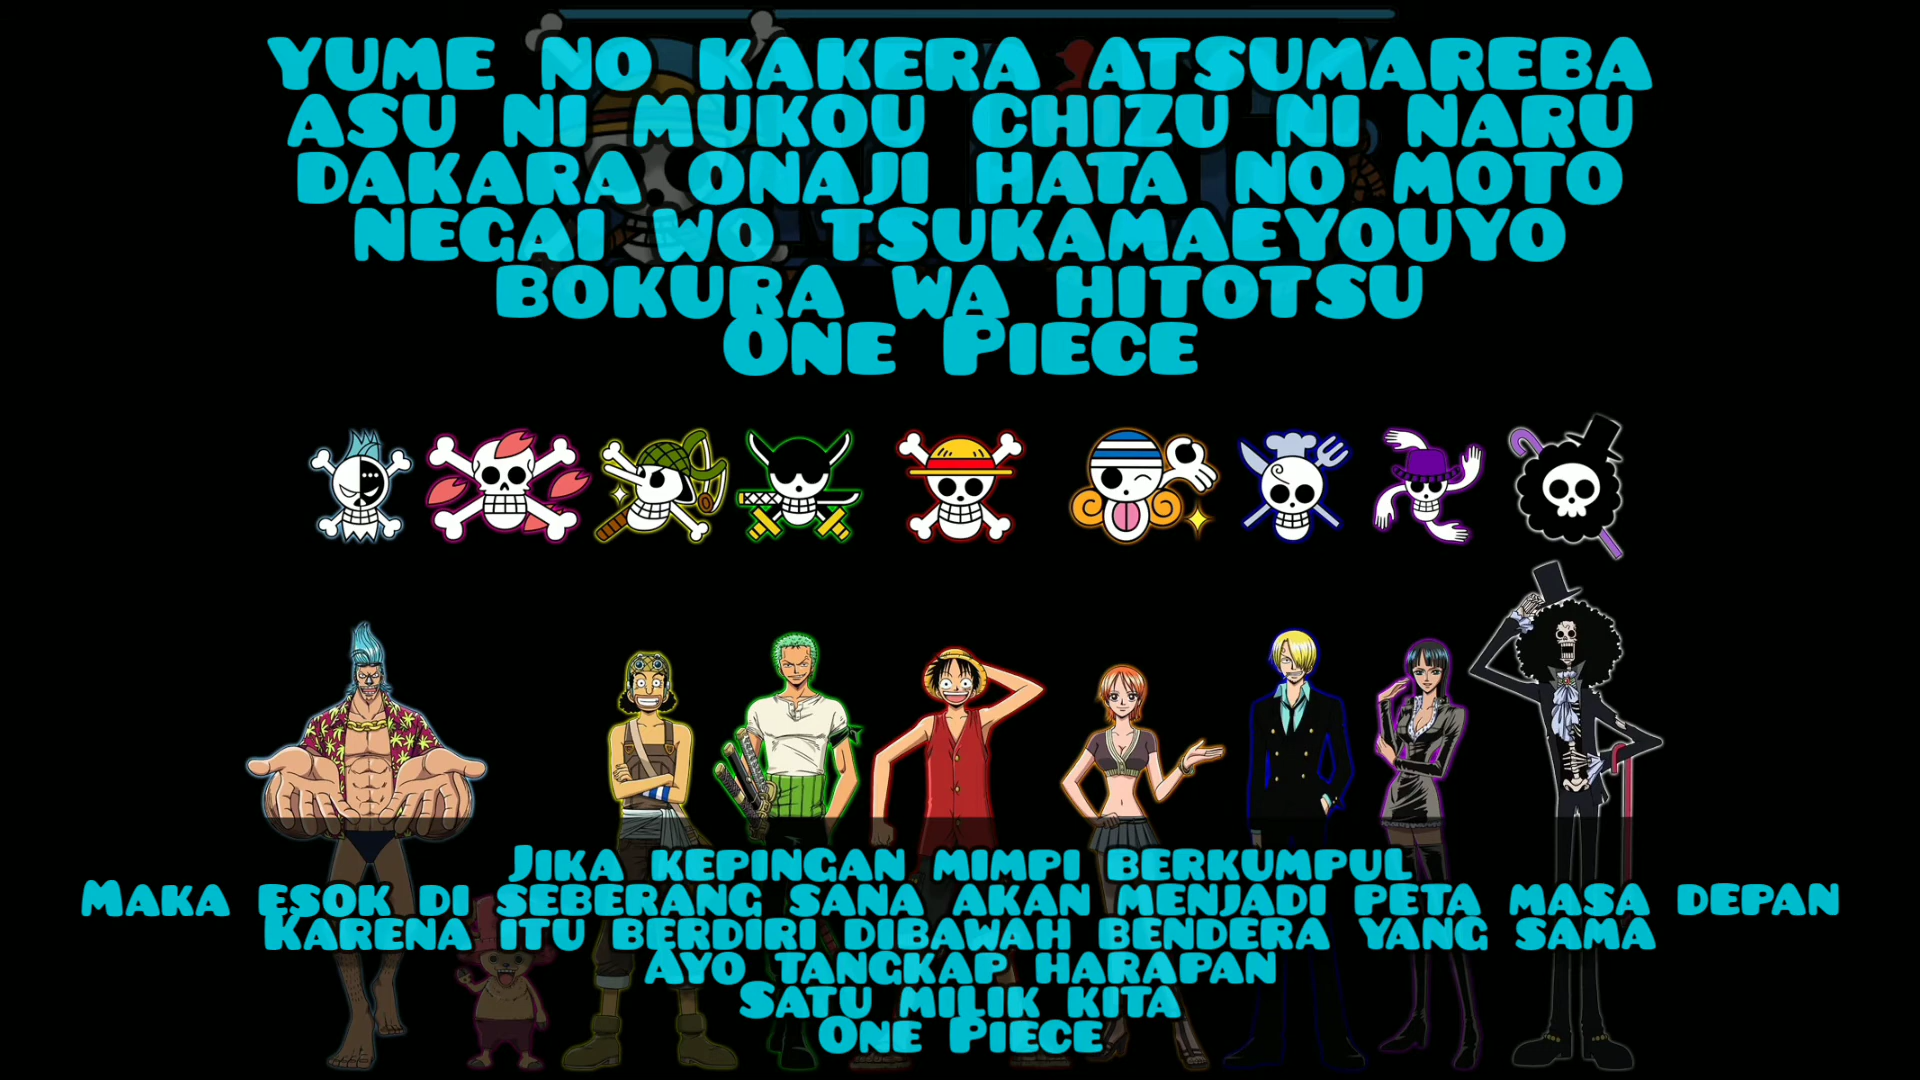 YUME NO KAKERA ATSUMAREBA
ASU NI MUKOU CHIZU NI NARU
DAKARA ONAJI HATA NO MOTO
NEGAI WO TSUKAMAEYOUYO
BOKURA WA HITOTSU
ONE PIECE
JIKA KEPINGAN MIMPI BERKUMPUL
MAKA ESOK DI SEBERANG SANA AKAN MENJADI PETA MASA DEPAN
KARENA ITU BERDIRI DIBAWAH BENDERA YANG SAMA
AYO TANGKAP HARAPAN
SATU MILIK KITA
ONE PIECE